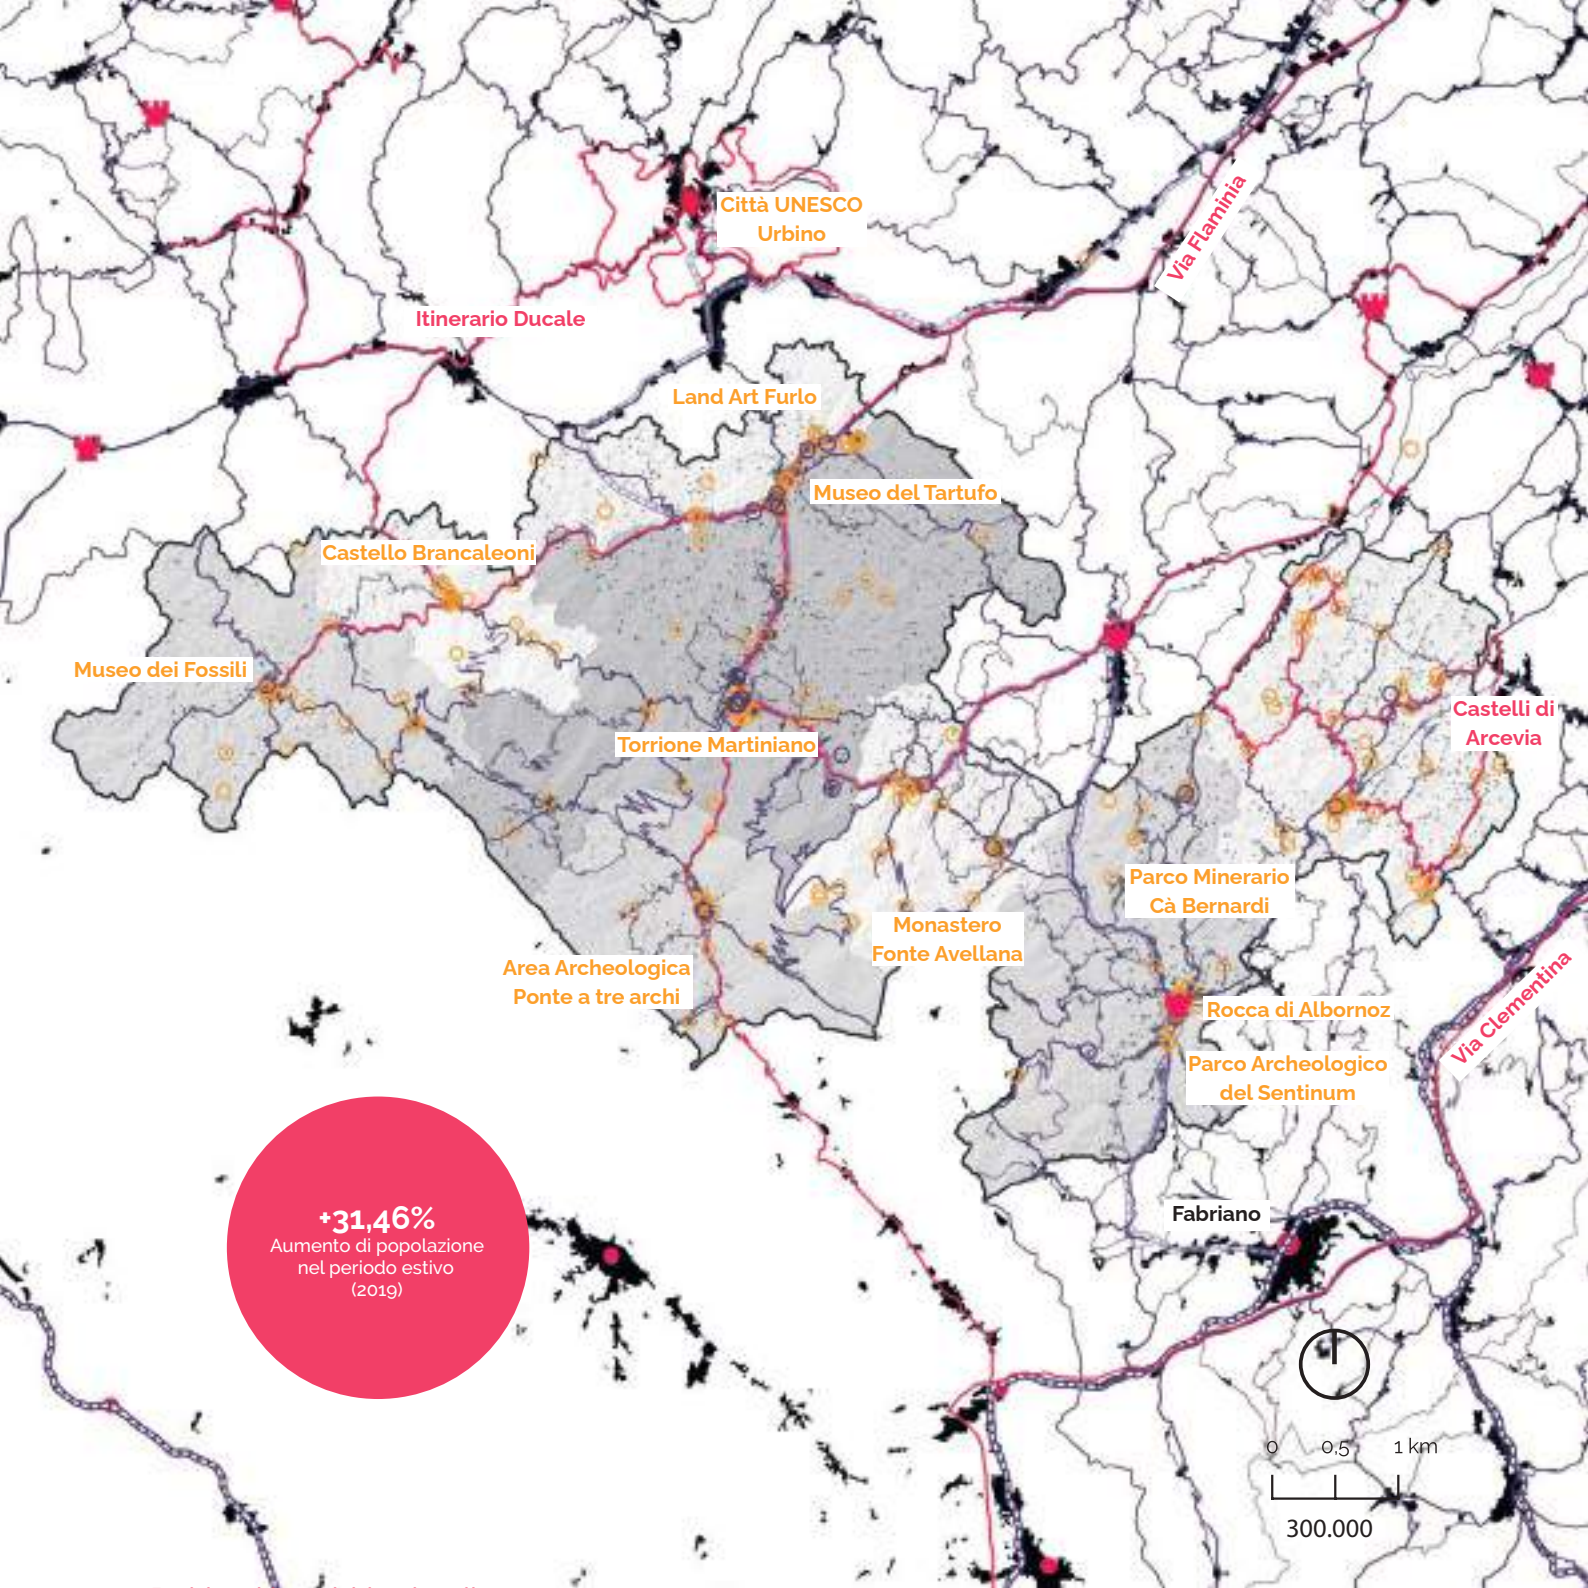 Città UNESCO
Urbino
Via Flaminia
Itinerario Ducale
Land Art Furlo
Museo del Tartufo
Castello Brancaleoni
Museo dei Fossili
Torrione Martiniano
Castelli di
Arcevia
Parco Minerario
Cà Bernardi
Monastero
Fonte Avellana
Area Archeologica
Ponte a tre archi
Rocca di Albornoz
Via Clementina
Parco Archeologico
del Sentinum
Fabriano
+31,46%
Aumento di popolazione
nel periodo estivo
(2019)
0 0,5 1 km
300.000